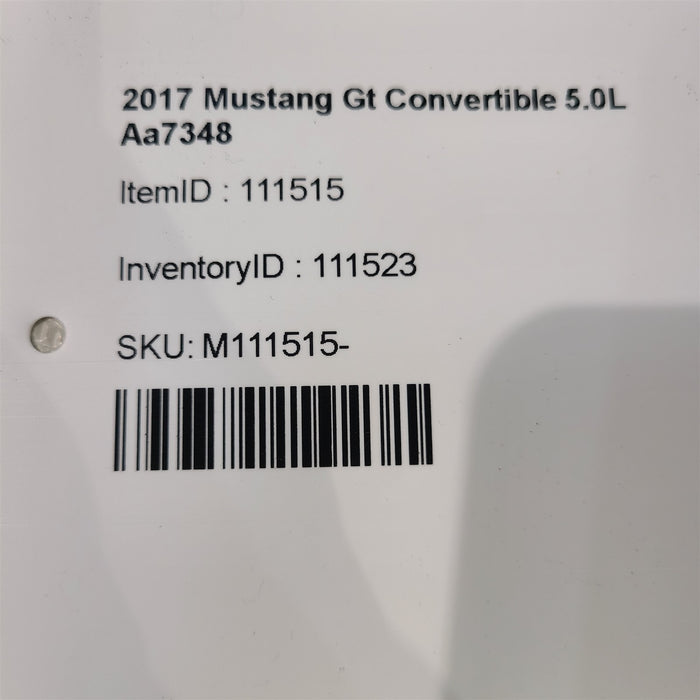 2017 Mustang Gt Convertible 5.0L
Aa7348
ItemID : 111515
InventoryID : 111523
SKU: M111515-